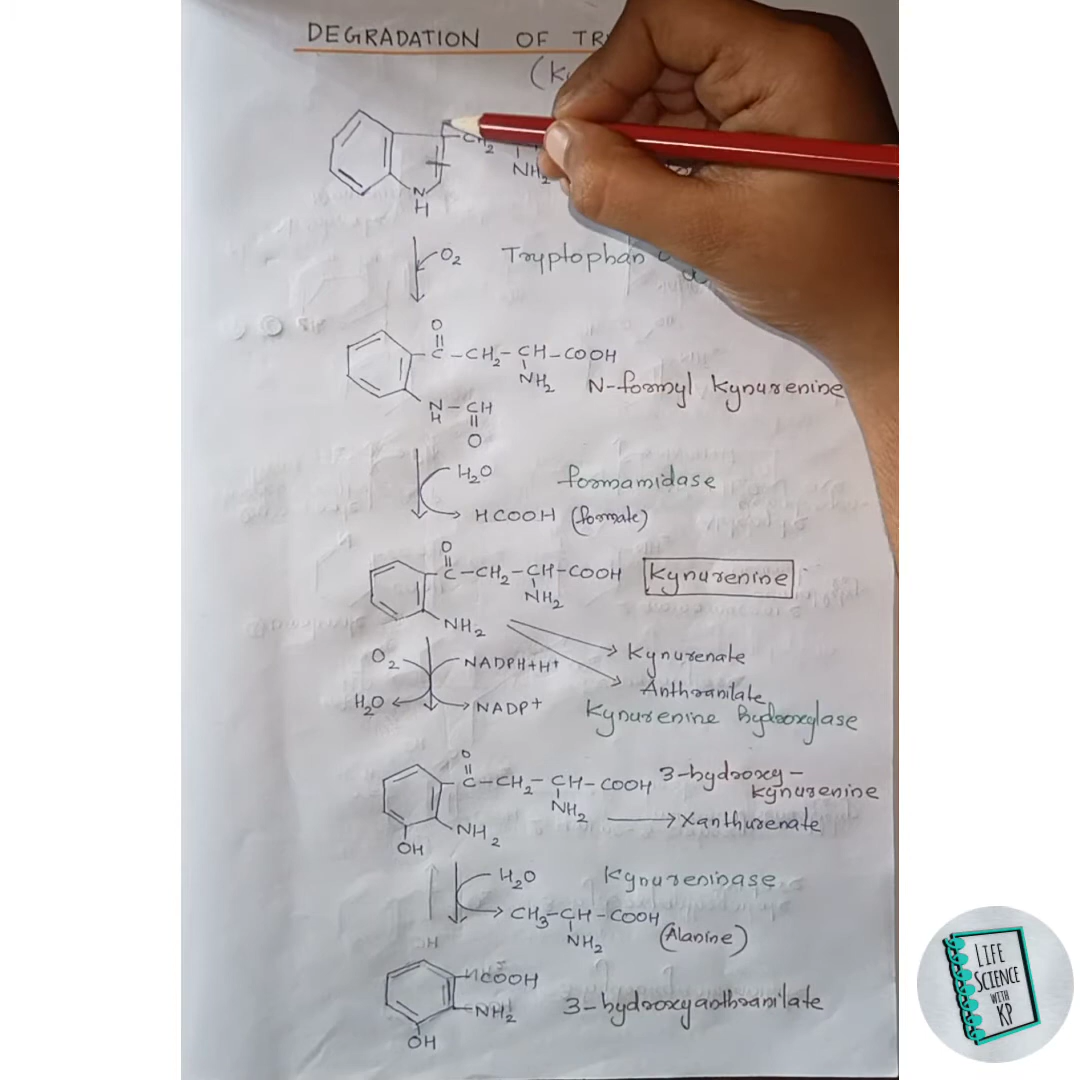 DEGRADATION OF
CH2
NH2
N
H
O2 Tryptophan
O
C-CH2-CH-COOH
NH2 N-formyl Kynurenine
N-CH
H
O
H2O formamidase
HCOOH (formate)
O
C-CH2-CH-COOH Kynurenine
NH2
NH2
O2 NADPH+H+ Kynurenate
Anthranilate
H2O NADP+ Kynurenine hydroxylase
O
C-CH2-CH-COOH 3-hydroxy-
kynurenine
NH2
NH2 Xanthurenate
OH
H2O Kynureninase
CH3-CH-COOH
NH2 (Alanine)
COOH
NH2 3-hydroxyanthranilate
OH
LIFE
SCIENCE
WITH
KP